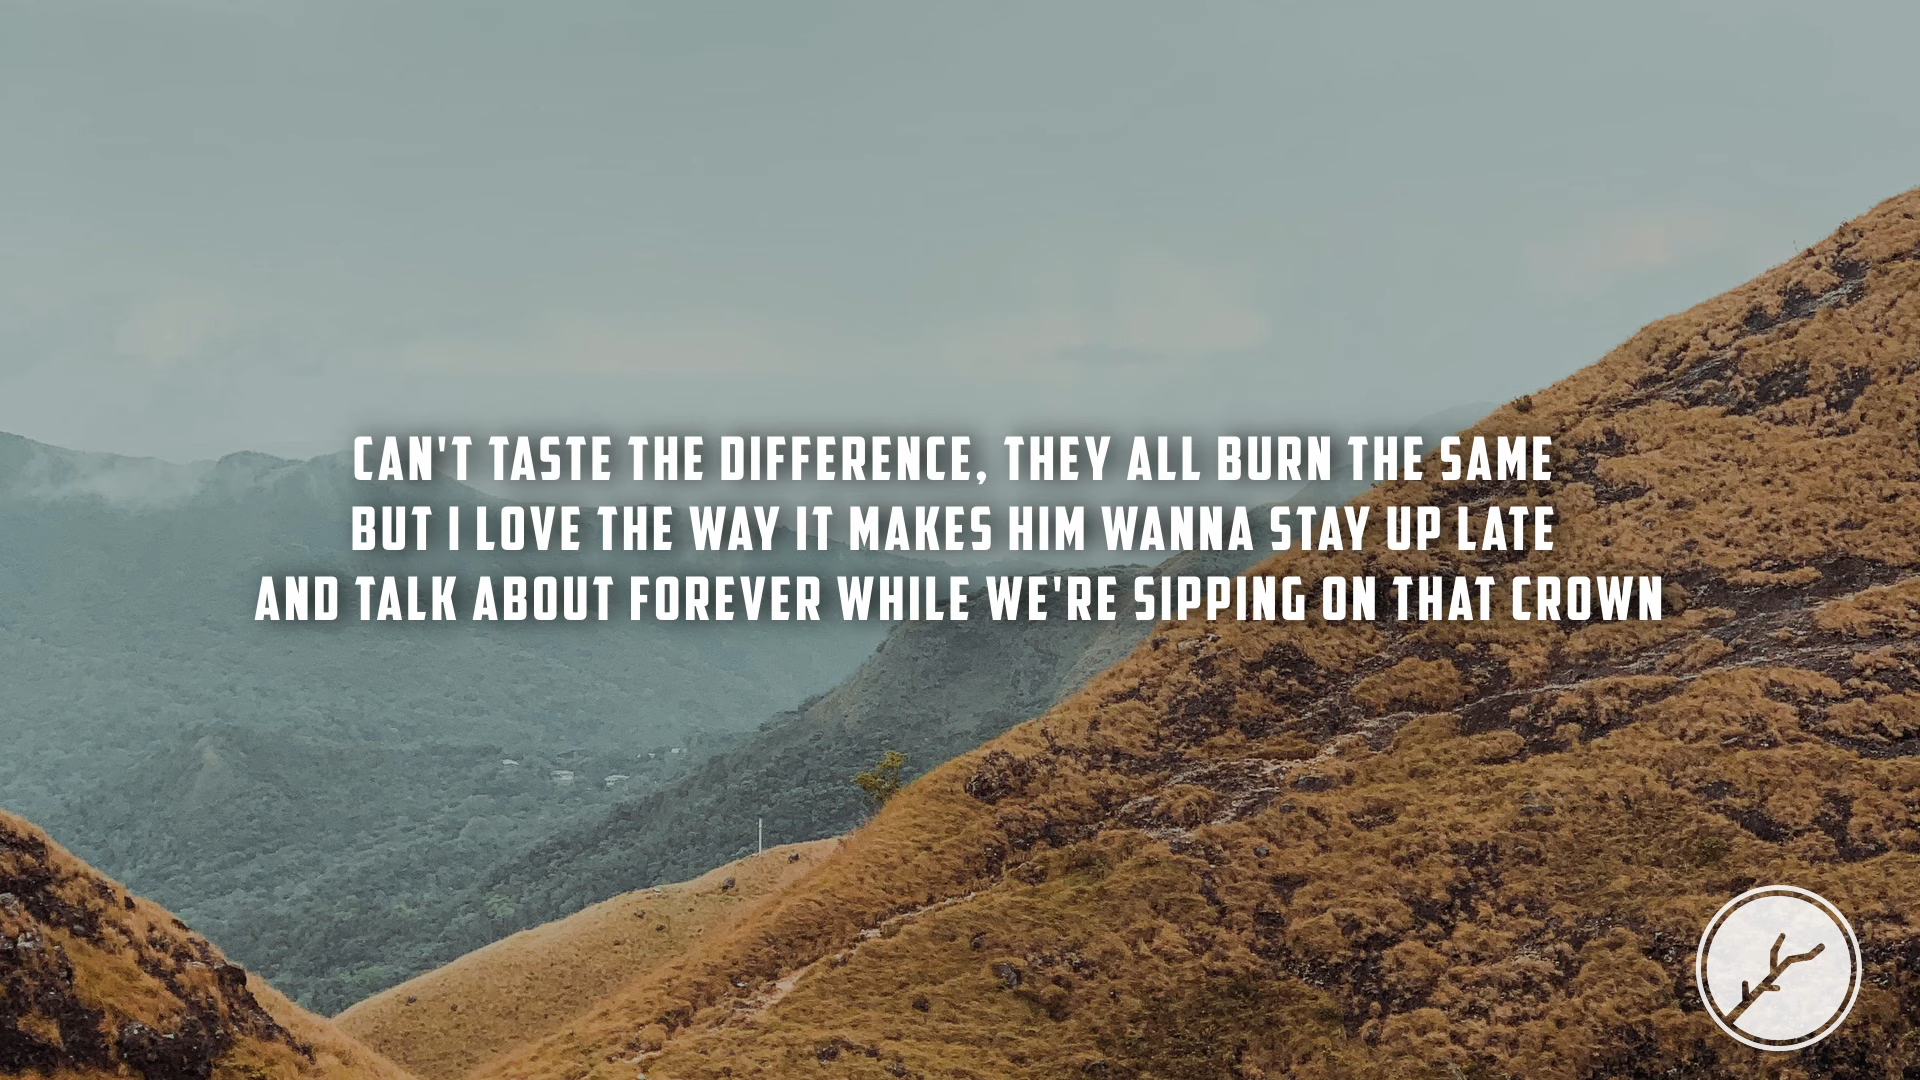 CAN'T TASTE THE DIFFERENCE, THEY ALL BURN THE SAME
BUT I LOVE THE WAY IT MAKES HIM WANNA STAY UP LATE
AND TALK ABOUT FOREVER WHILE WE'RE SIPPING ON THAT CROWN